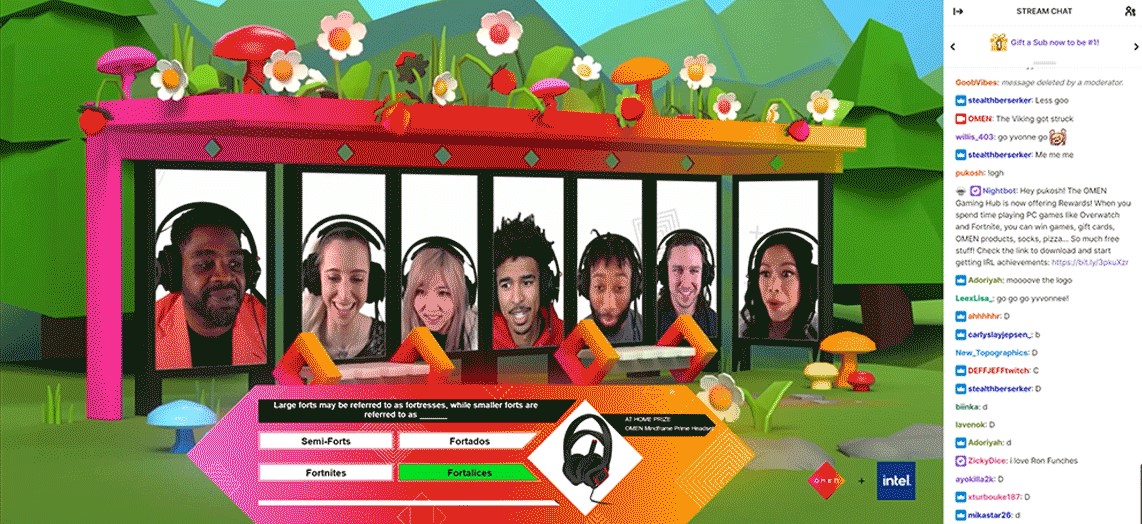 STREAM CHAT
Gift a Sub now to be #1!
GoobVibes: message deleted by a moderator.
stealthberserker: Less goo
OMEN: The Viking got struck
willis_403: go yvonne go
stealthberserker: Me me me
pukosh: !ogh
Nightbot: Hey pukosh! The OMEN
Gaming Hub is now offering Rewards! When you
spend time playing PC games like Overwatch
and Fortnite, you can win games, gift cards,
OMEN products, socks, pizza... So much free
stuff! Check the link to download and start
getting IRL achievements: https://bit.ly/3pkuXzr
Adoriyah: moooove the logo
LeexLisa_: go go go go yvvonnee!
ahhhhhr: D
carlyslayjepsen_: b
New_Topographics: D
DEFFJEFFtwitch: C
stealthberserker: D
biinka: d
lavenok: D
Adoriyah: d
ZickyDice: i love Ron Funches
ayokilla2k: D
xturbouke187: D
mikastar26: d
Large forts may be referred to as fortresses, while smaller forts are
referred to as ............
Semi-Forts
Fortados
Fortnites
Fortalices
AT HOME PRIZE:
OMEN Mindframe Prime Headset
OMEN
+
intel.